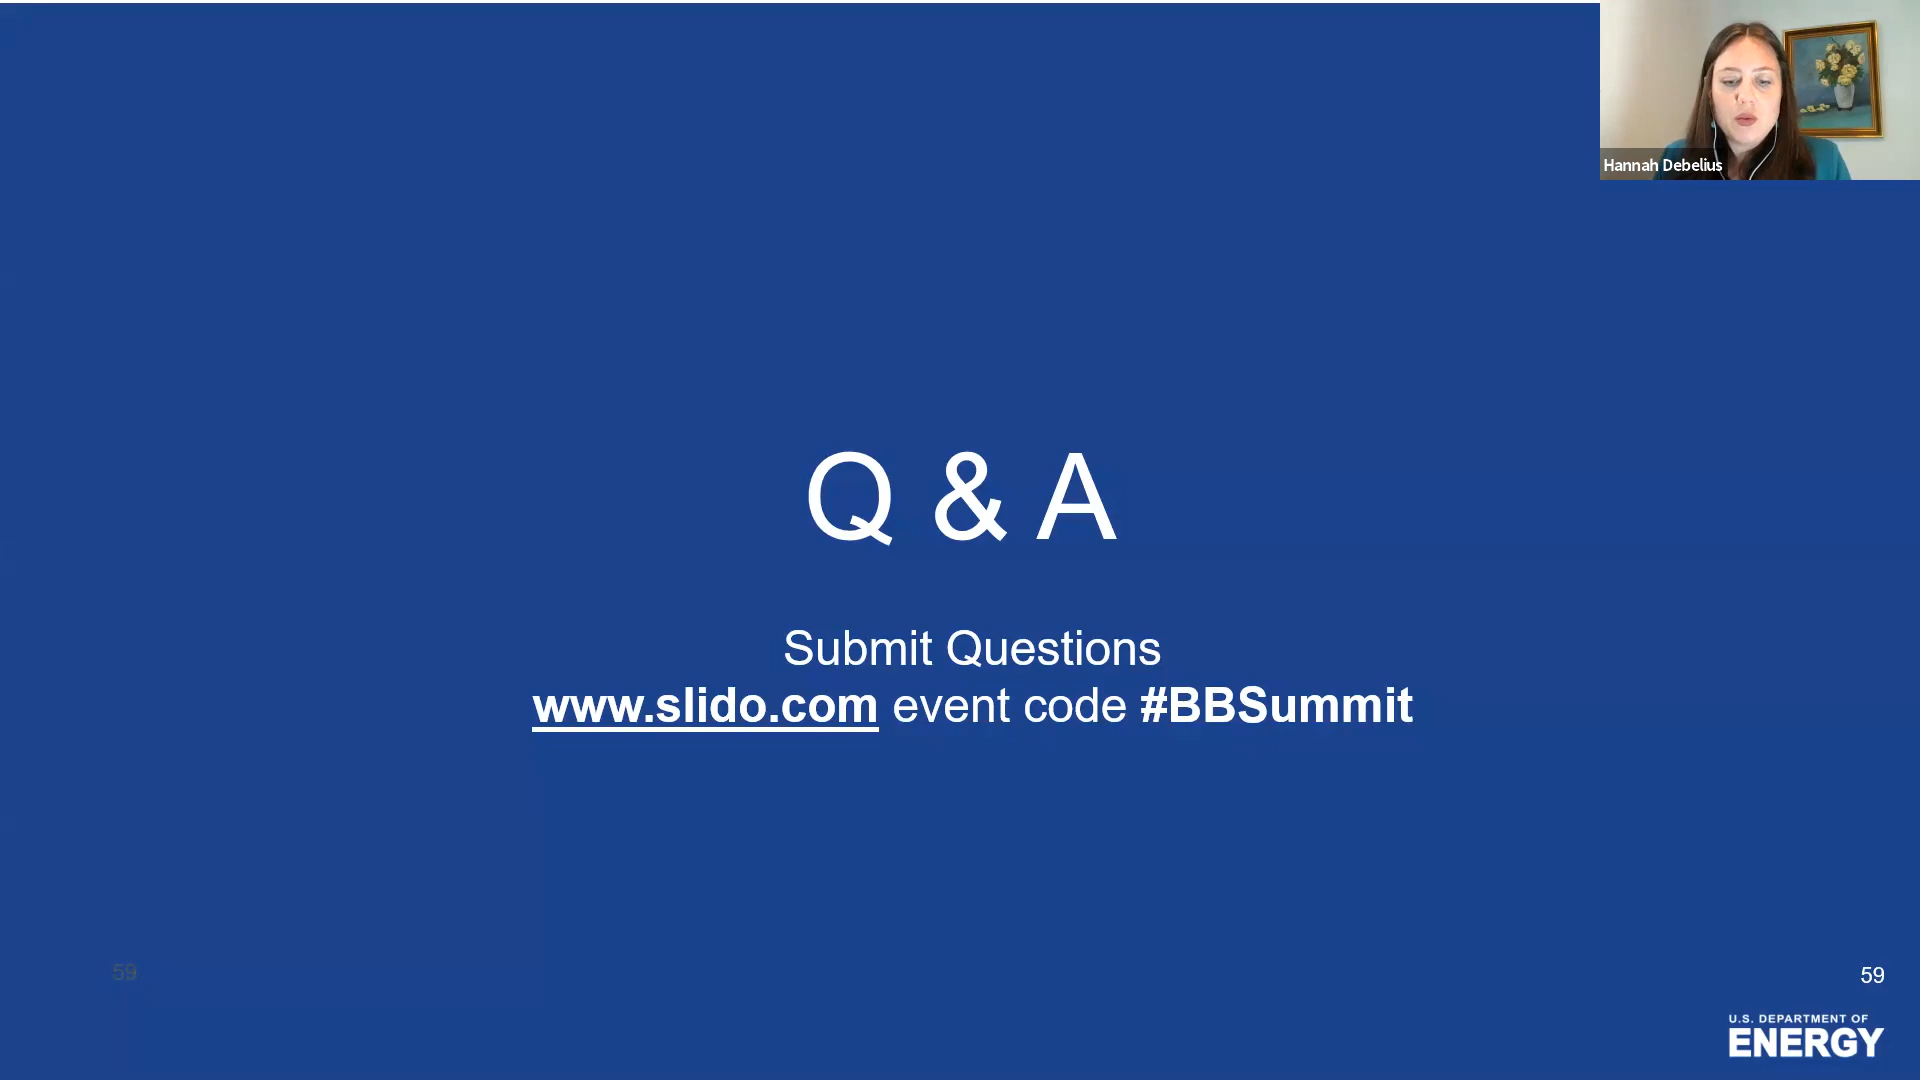 Hannah Debelius
Q & A
Submit Questions
www.slido.com event code #BBSummit
59
59
U.S. DEPARTMENT OF
ENERGY